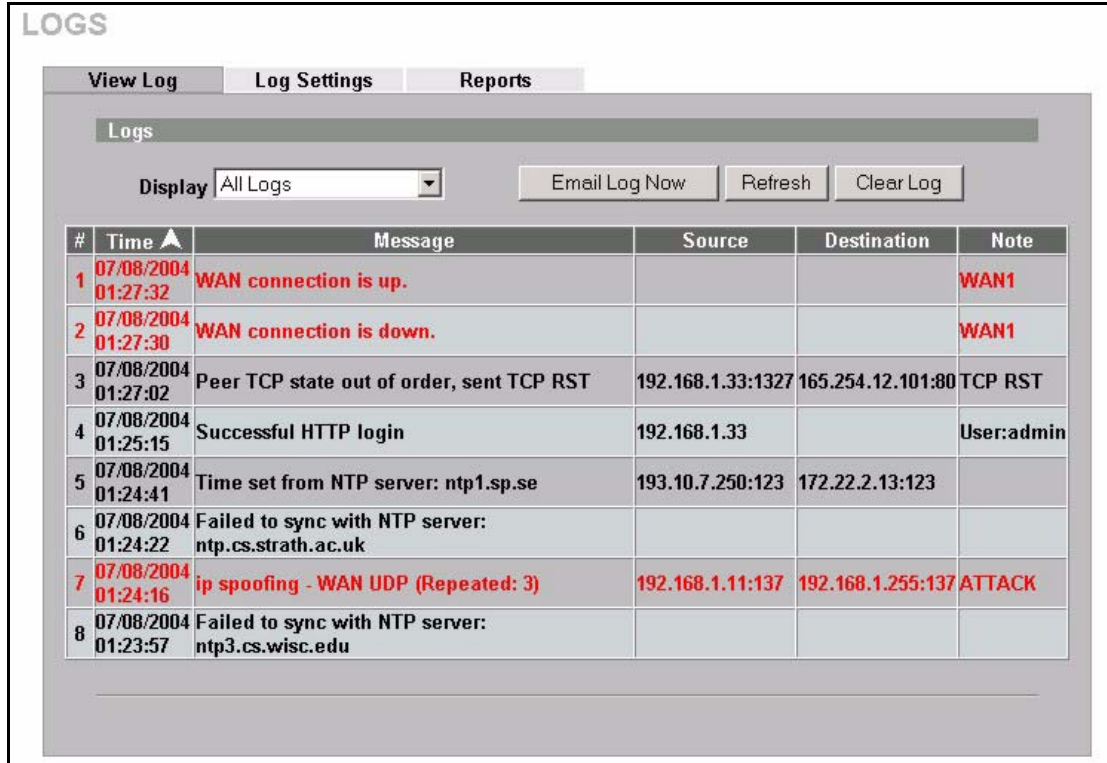 LOGS
View Log Log Settings Reports
Logs
Display All Logs Email Log Now Refresh Clear Log
# Time Message Source Destination Note
1 07/08/2004 WAN connection is up. WAN1
01:27:32
2 07/08/2004 WAN connection is down. WAN1
01:27:30
3 07/08/2004 Peer TCP state out of order, sent TCP RST 192.168.1.33:1327 165.254.12.101:80 TCP RST
01:27:02
4 07/08/2004 Successful HTTP login 192.168.1.33 User:admin
01:25:15
5 07/08/2004 Time set from NTP server: ntp1.sp.se 193.10.7.250:123 172.22.2.13:123
01:24:41
6 07/08/2004 Failed to sync with NTP server:
01:24:22 ntp.cs.strath.ac.uk
7 07/08/2004 ip spoofing - WAN UDP (Repeated: 3) 192.168.1.11:137 192.168.1.255:137 ATTACK
01:24:16
8 07/08/2004 Failed to sync with NTP server:
01:23:57 ntp3.cs.wisc.edu